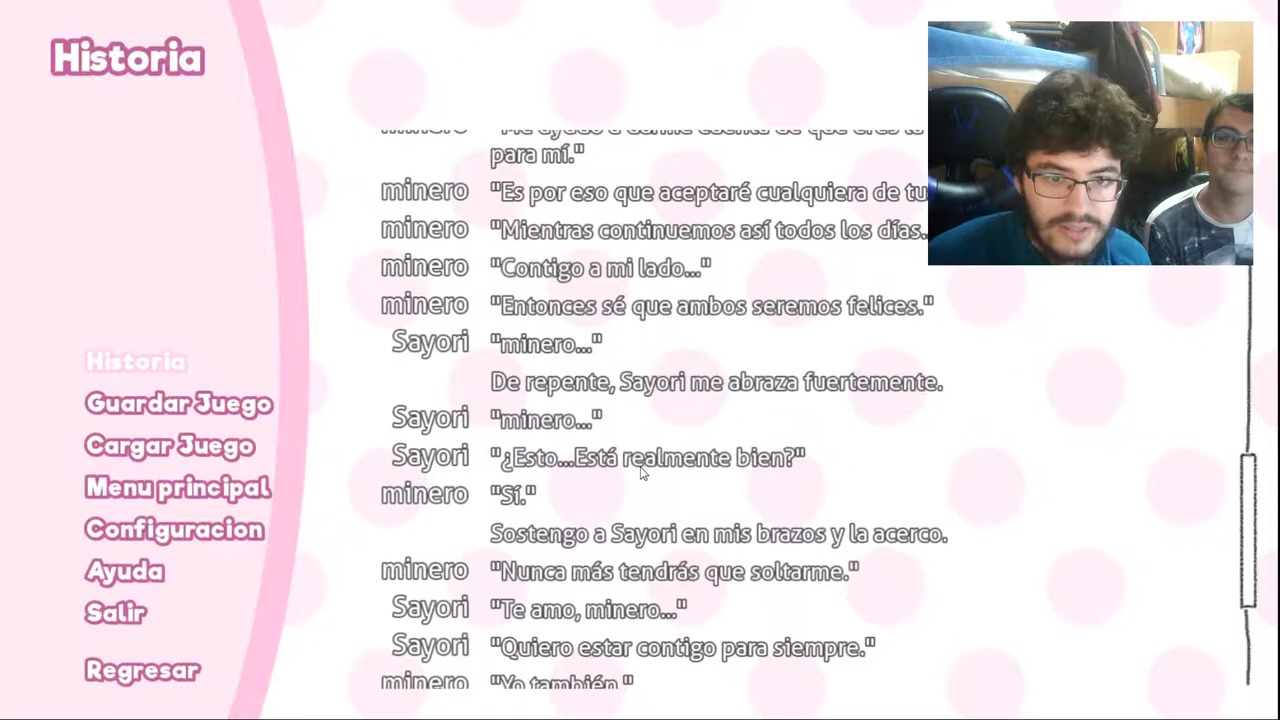 Historia
para mí."
minero "Es por eso que aceptaré cualquiera de tu
minero "Mientras continuemos así todos los días.
minero "Contigo a mi lado..."
minero "Entonces sé que ambos seremos felices."
Sayori "minero..."
De repente, Sayori me abraza fuertemente.
Sayori "minero..."
Sayori "¿Esto...Está realmente bien?"
minero "Sí."
Sostengo a Sayori en mis brazos y la acerco.
minero "Nunca más tendrás que soltarme."
Sayori "Te amo, minero..."
Sayori "Quiero estar contigo para siempre."
minero "Yo también."
Historia
Guardar Juego
Cargar Juego
Menu principal
Configuracion
Ayuda
Salir
Regresar